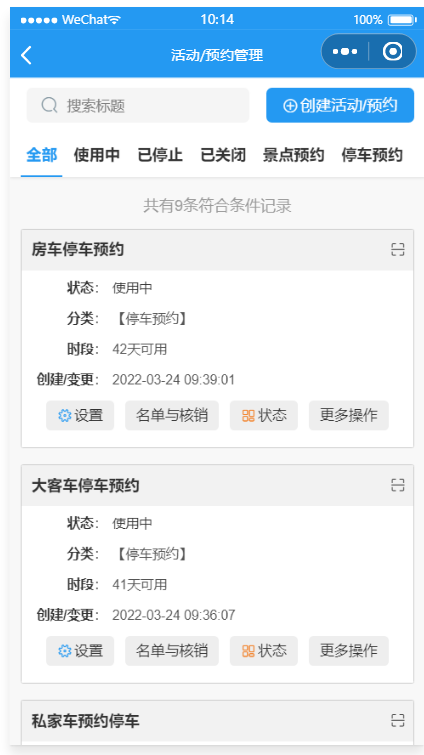 WeChat 10:14 100%
活动/预约管理
搜索标题 创建活动/预约
全部 使用中 已停止 已关闭 景点预约 停车预约
共有9条符合条件记录
房车停车预约
状态: 使用中
分类: 【停车预约】
时段: 42天可用
创建/变更: 2022-03-24 09:39:01
设置 名单与核销 状态 更多操作
大客车停车预约
状态: 使用中
分类: 【停车预约】
时段: 41天可用
创建/变更: 2022-03-24 09:36:07
设置 名单与核销 状态 更多操作
私家车预约停车